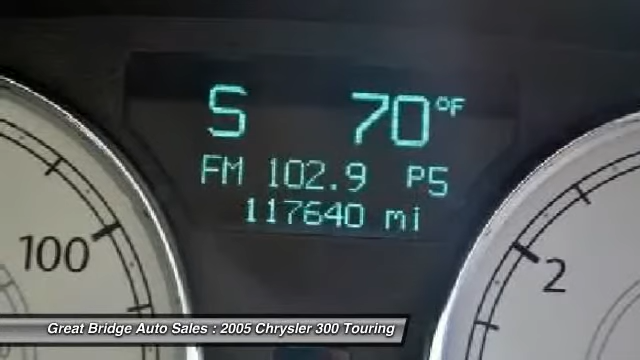 S 70°F
FM 102.9 P5
117640 mi
100
2
Great Bridge Auto Sales : 2005 Chrysler 300 Touring